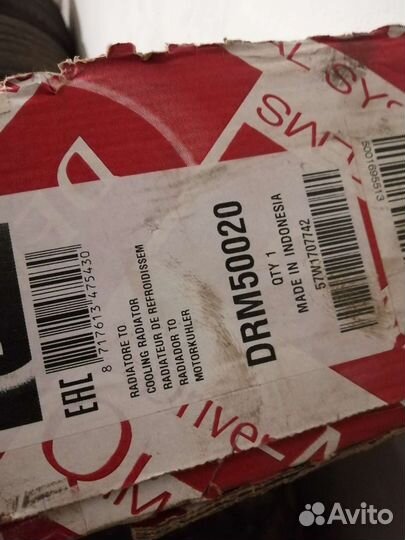 EAC
8 717613 475430
RADIATORE TO
COOLING RADIATOR
RADIATEUR DE REFROIDISSEM
RADIADOR TO
MOTORKUHLER
DRM50020
QTY 1
MADE IN INDONESIA
57W1707742
5001695513
Avito